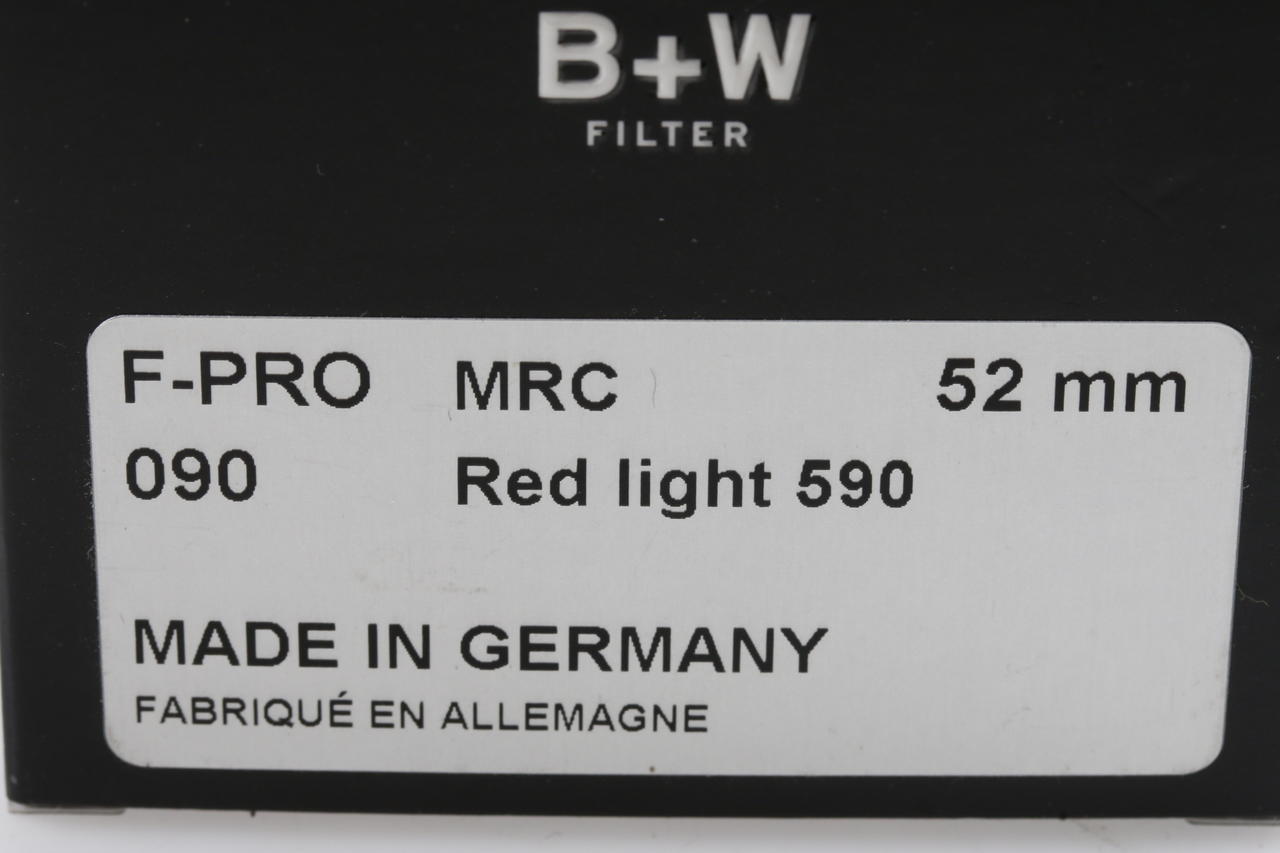 B+W
FILTER
F-PRO MRC 52 mm
090 Red light 590
MADE IN GERMANY
FABRIQUÉ EN ALLEMAGNE